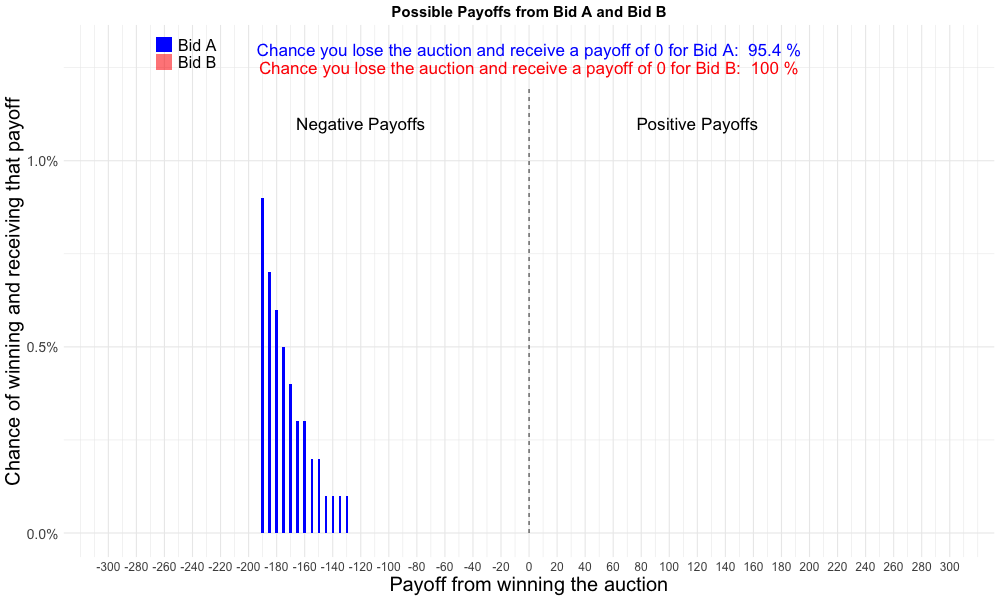 Possible Payoffs from Bid A and Bid B
Bid A
Bid B
Chance you lose the auction and receive a payoff of 0 for Bid A:  95.4 %
Chance you lose the auction and receive a payoff of 0 for Bid B:  100 %
Negative Payoffs
Positive Payoffs
Chance of winning and receiving that payoff
1.0%
0.5%
0.0%
-300 -280 -260 -240 -220 -200 -180 -160 -140 -120 -100 -80 -60 -40 -20 0 20 40 60 80 100 120 140 160 180 200 220 240 260 280 300
Payoff from winning the auction